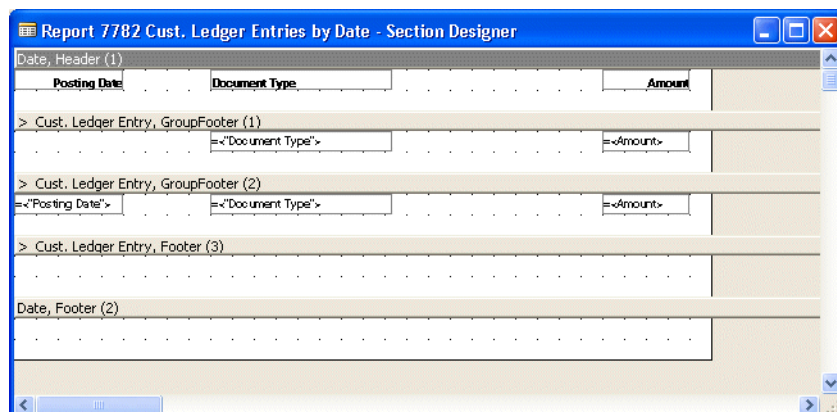 Report 7782 Cust. Ledger Entries by Date - Section Designer
Date, Header (1)
Posting Date Document Type Amount
> Cust. Ledger Entry, GroupFooter (1)
=<"Document Type"> =<Amount>
> Cust. Ledger Entry, GroupFooter (2)
=<"Posting Date"> =<"Document Type"> =<Amount>
> Cust. Ledger Entry, Footer (3)
Date, Footer (2)